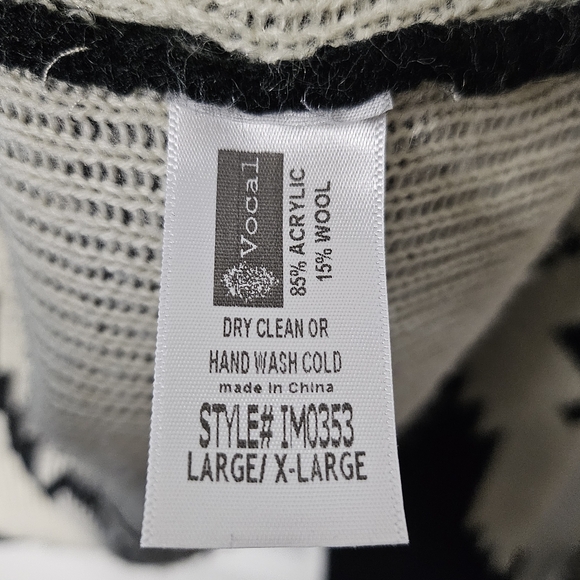 Vocal
85% ACRYLIC
15% WOOL
DRY CLEAN OR
HAND WASH COLD
made in China
STYLE# IM0353
LARGE/ X-LARGE